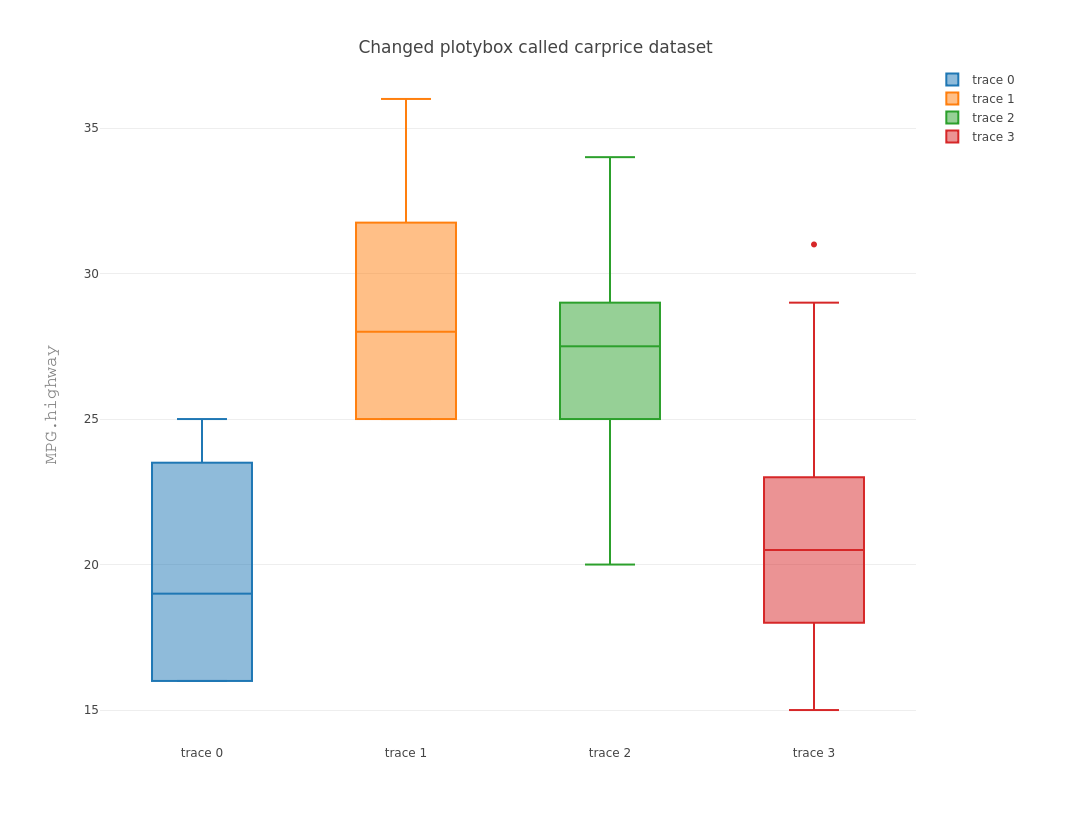 Changed plotybox called carprice dataset
trace 0
trace 1
trace 2
trace 3
35
30
25
20
15
MPG.highway
trace 0
trace 1
trace 2
trace 3